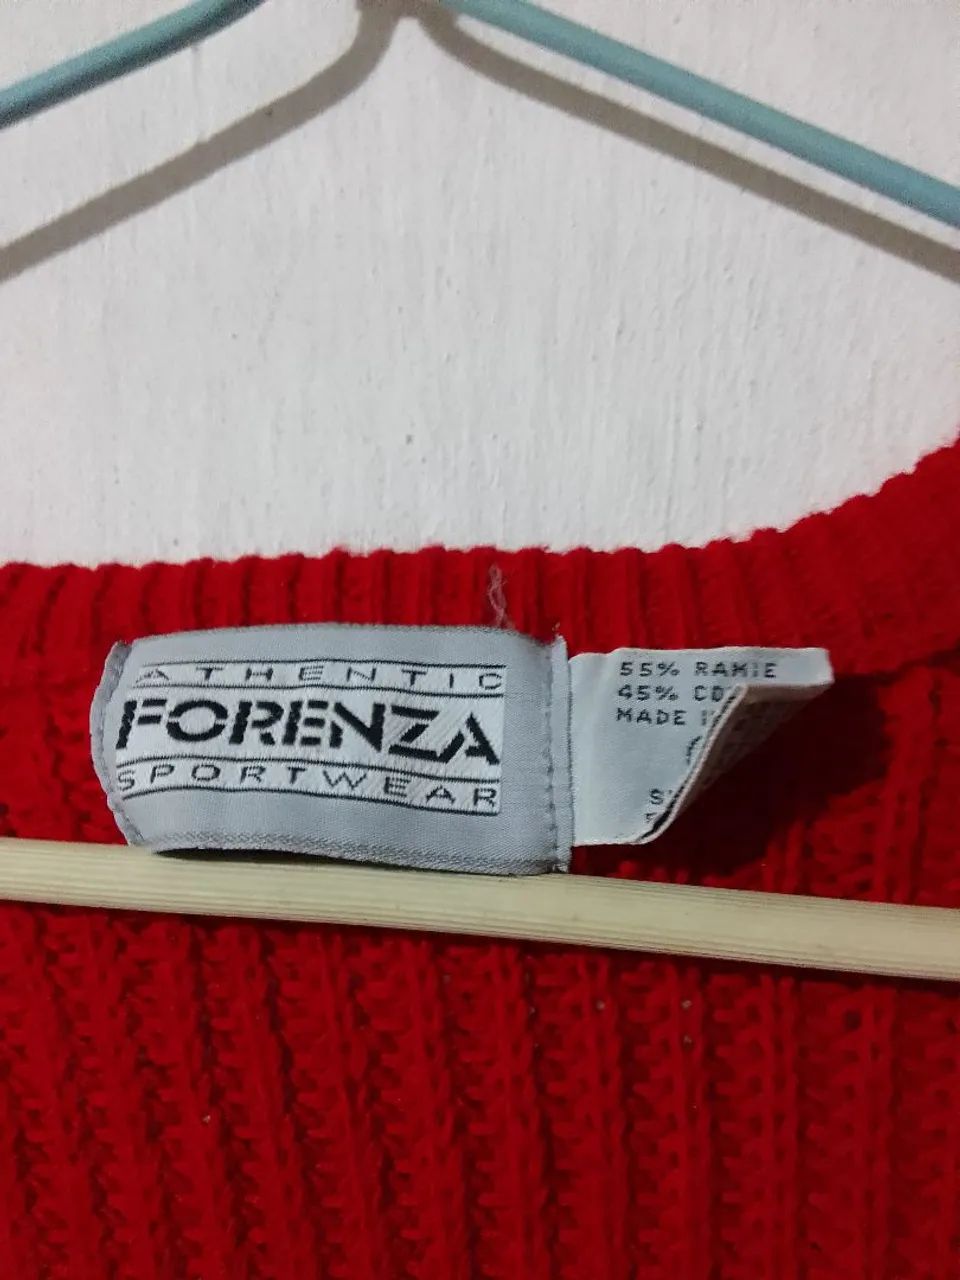 ATHENTIC
FORENZA
SPORTWEAR
55% RAMIE
45%
MADE